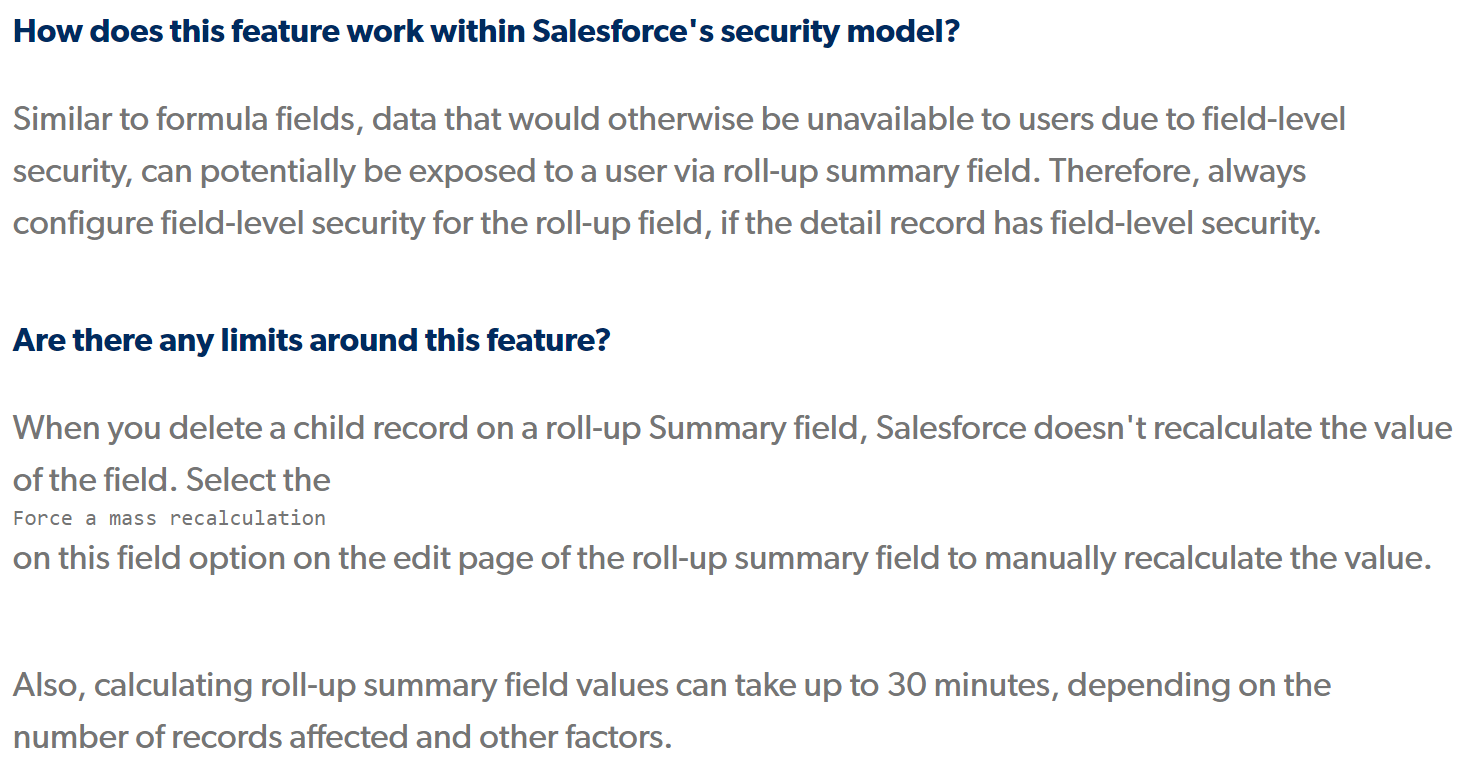 How does this feature work within Salesforce's security model?
Similar to formula fields, data that would otherwise be unavailable to users due to field-level
security, can potentially be exposed to a user via roll-up summary field. Therefore, always
configure field-level security for the roll-up field, if the detail record has field-level security.
Are there any limits around this feature?
When you delete a child record on a roll-up Summary field, Salesforce doesn't recalculate the value
of the field. Select the
Force a mass recalculation
on this field option on the edit page of the roll-up summary field to manually recalculate the value.
Also, calculating roll-up summary field values can take up to 30 minutes, depending on the
number of records affected and other factors.